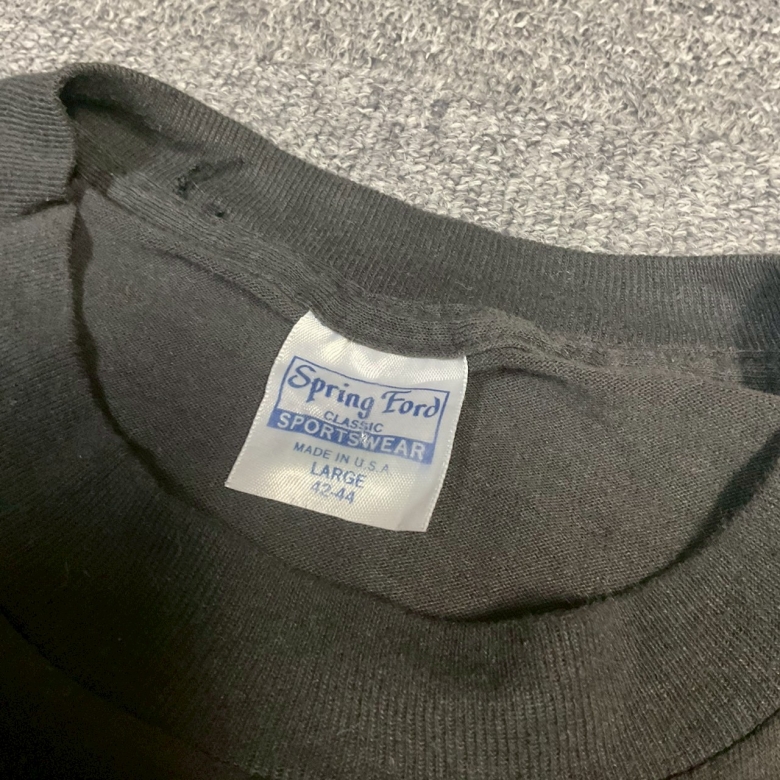 Spring Ford
CLASSIC
SPORTSWEAR
MADE IN U.S.A
LARGE
42-44